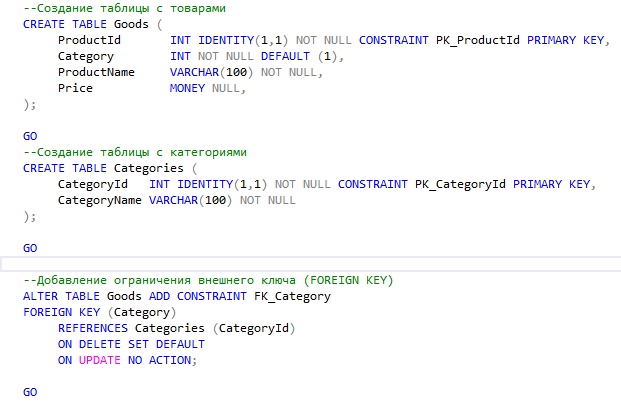 --Создание таблицы с товарами
CREATE TABLE Goods (
ProductId INT IDENTITY(1,1) NOT NULL CONSTRAINT PK_ProductId PRIMARY KEY,
Category INT NOT NULL DEFAULT (1),
ProductName VARCHAR(100) NOT NULL,
Price MONEY NULL,
);
GO
--Создание таблицы с категориями
CREATE TABLE Categories (
CategoryId INT IDENTITY(1,1) NOT NULL CONSTRAINT PK_CategoryId PRIMARY KEY,
CategoryName VARCHAR(100) NOT NULL
);
GO
--Добавление ограничения внешнего ключа (FOREIGN KEY)
ALTER TABLE Goods ADD CONSTRAINT FK_Category
FOREIGN KEY (Category)
REFERENCES Categories (CategoryId)
ON DELETE SET DEFAULT
ON UPDATE NO ACTION;
GO